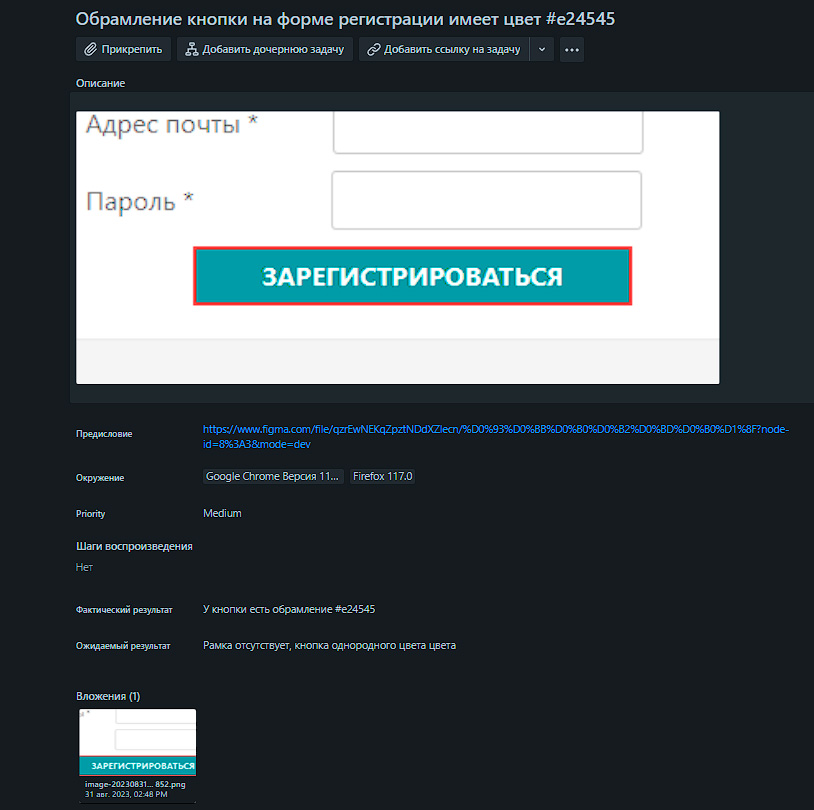 Обрамление кнопки на форме регистрации имеет цвет #e24545
Прикрепить
Добавить дочернюю задачу
Добавить ссылку на задачу
Описание
Адрес почты *
Пароль *
ЗАРЕГИСТРИРОВАТЬСЯ
Предисловие
https://www.figma.com/file/qzrEwNEKqZpztNDdXZlecn/%D0%93%D0%BB%D0%B0%D0%B2%D0%BD%D0%B0%D1%8F?node-
id=8%3A3&mode=dev
Окружение
Google Chrome Версия 11...
Firefox 117.0
Priority
Medium
Шаги воспроизведения
Нет
Фактический результат
У кнопки есть обрамление #e24545
Ожидаемый результат
Рамка отсутствует, кнопка однородного цвета цвета
Вложения (1)
ЗАРЕГИСТРИРОВАТЬСЯ
image-20230831... 852.png
31 авг. 2023, 02:48 PM